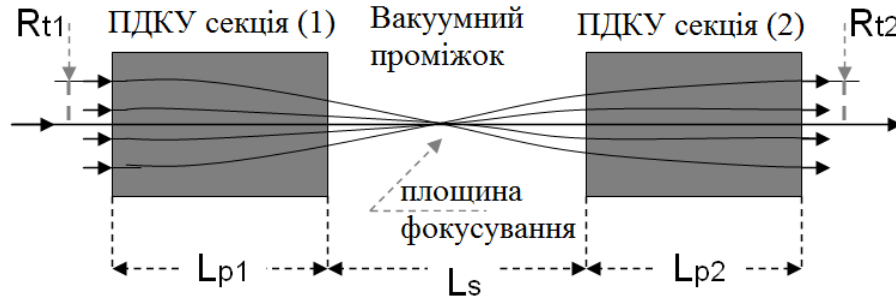 Rt1
ПДКУ секція (1)
Вакуумний
проміжок
ПДКУ секція (2)
Rt2
площина
фокусування
Lp1
Ls
Lp2